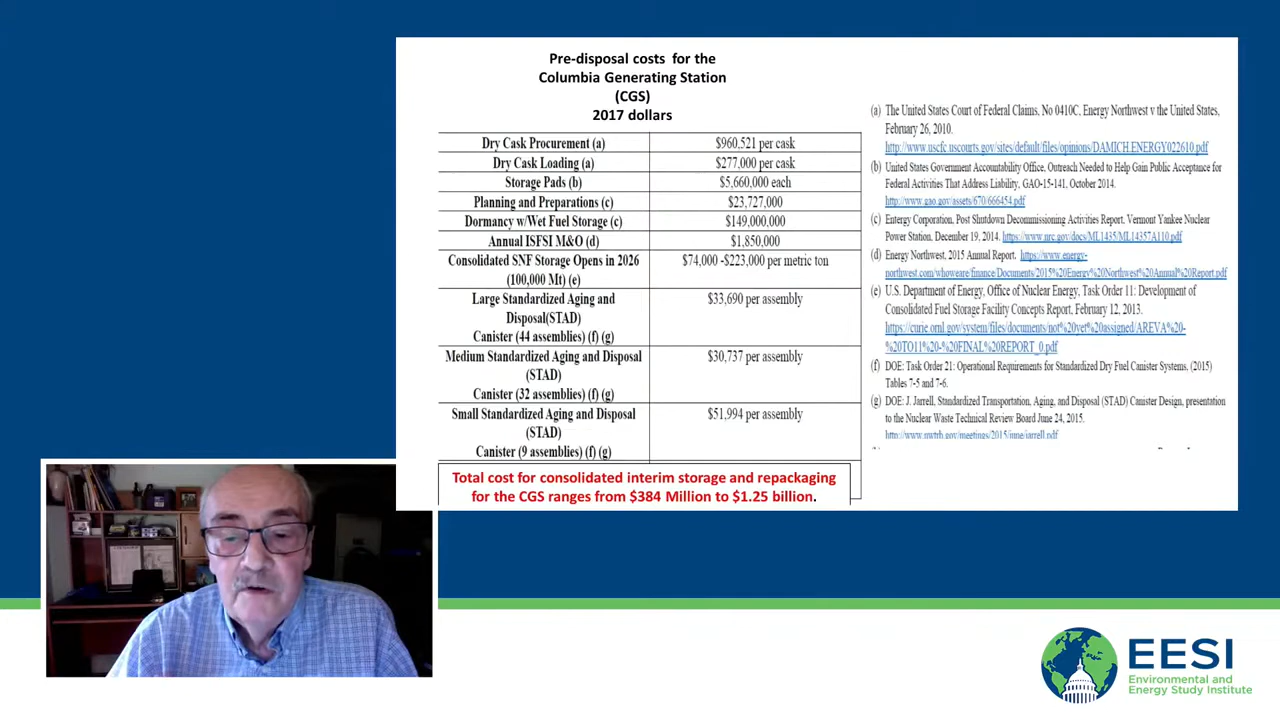 Pre-disposal costs for the
Columbia Generating Station
(CGS)
2017 dollars
Dry Cask Procurement (a) $960,521 per cask
Dry Cask Loading (a) $277,000 per cask
Storage Pads (b) $5,660,000 each
Planning and Preparations (c) $23,727,000
Dormancy w/Wet Fuel Storage (c) $149,000,000
Annual ISFSI M&O (d) $1,850,000
Consolidated SNF Storage Opens in 2026 $74,000 -$223,000 per metric ton
(100,000 Mt) (e)
Large Standardized Aging and $33,690 per assembly
Disposal(STAD)
Canister (44 assemblies) (f) (g)
Medium Standardized Aging and Disposal $30,737 per assembly
(STAD)
Canister (32 assemblies) (f) (g)
Small Standardized Aging and Disposal $51,994 per assembly
(STAD)
Canister (9 assemblies) (f) (g)
Total cost for consolidated interim storage and repackaging
for the CGS ranges from $384 Million to $1.25 billion.
(a) The United States Court of Federal Claims, No 0410C, Energy Northwest v the United States,
February 26, 2010.
http://www.uscfc.uscourts.gov/sites/default/files/opinions/DAMICH.ENERGY022610.pdf
(b) United States Government Accountability Office, Outreach Needed to Help Gain Public Acceptance for
Federal Activities That Address Liability, GAO-15-141, October 2014.
http://www.gao.gov/assets/670/666454.pdf
(c) Entergy Corporation, Post Shutdown Decommissioning Activities Report, Vermont Yankee Nuclear
Power Station, December 19, 2014. https://www.nrc.gov/docs/ML1435/ML14357A110.pdf
(d) Energy Northwest, 2015 Annual Report, https://www.energy-
northwest.com/whoweare/finance/Documents/2015%20Energy%20Northwest%20Annual%20Report.pdf
(e) U.S. Department of Energy, Office of Nuclear Energy, Task Order 11: Development of
Consolidated Fuel Storage Facility Concepts Report, February 12, 2013.
https://curie.ornl.gov/system/files/documents/not%20yet%20assigned/AREVA%20-
%20TO11%20-%20FINAL%20REPORT_0.pdf
(f) DOE: Task Order 21: Operational Requirements for Standardized Dry Fuel Canister Systems, (2015)
Tables 7-5 and 7-6.
(g) DOE: J. Jarrell, Standardized Transportation, Aging, and Disposal (STAD) Canister Design, presentation
to the Nuclear Waste Technical Review Board June 24, 2015.
http://www.nwtrb.gov/meetings/2015/june/jarrell.pdf
EESI
Environmental and
Energy Study Institute